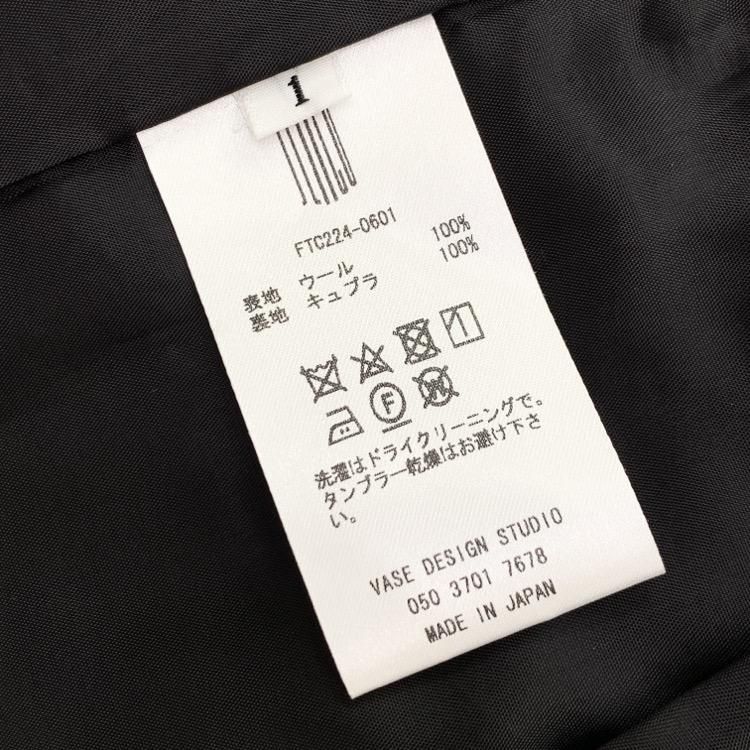 1
FTC224-0601
表地 ウール 100%
裏地 キュプラ 100%
F
W
洗濯はドライクリーニングで。
タンブラー乾燥はお避け下さ
い。
VASE DESIGN STUDIO
050 3701 7678
MADE IN JAPAN